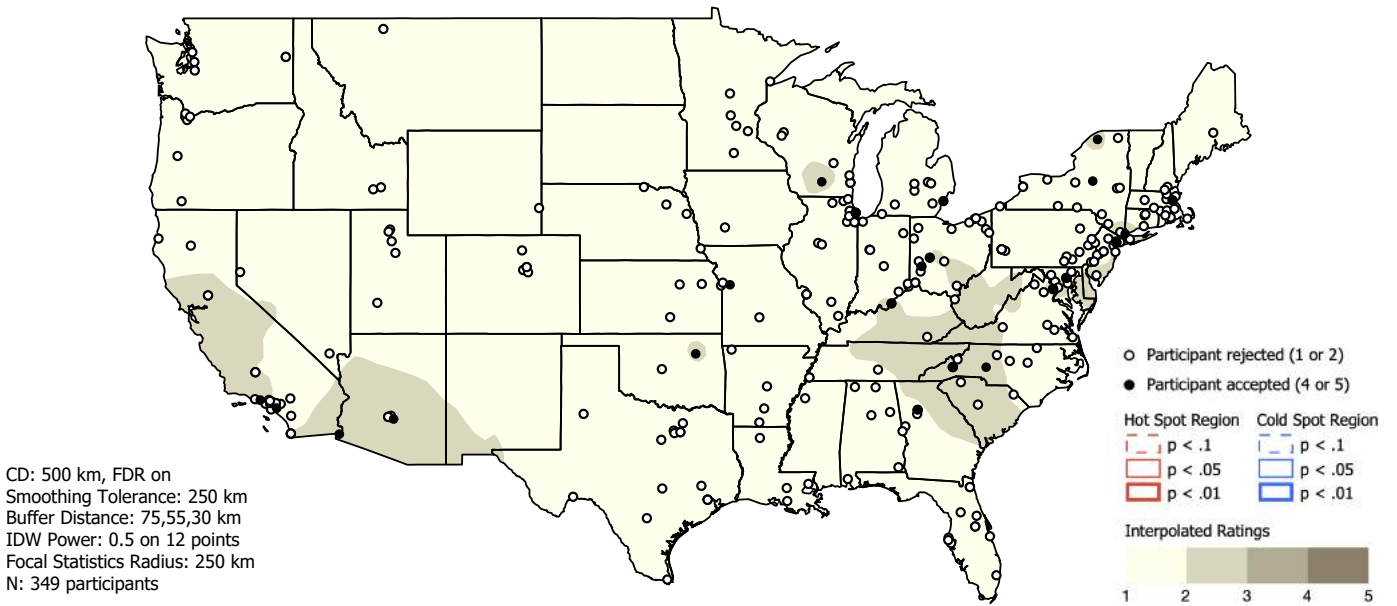 CD: 500 km, FDR on
Smoothing Tolerance: 250 km
Buffer Distance: 75,55,30 km
IDW Power: 0.5 on 12 points
Focal Statistics Radius: 250 km
N: 349 participants
Participant rejected (1 or 2)
Participant accepted (4 or 5)
Hot Spot Region Cold Spot Region
p < .1 p < .1
p < .05 p < .05
p < .01 p < .01
Interpolated Ratings
1 2 3 4 5